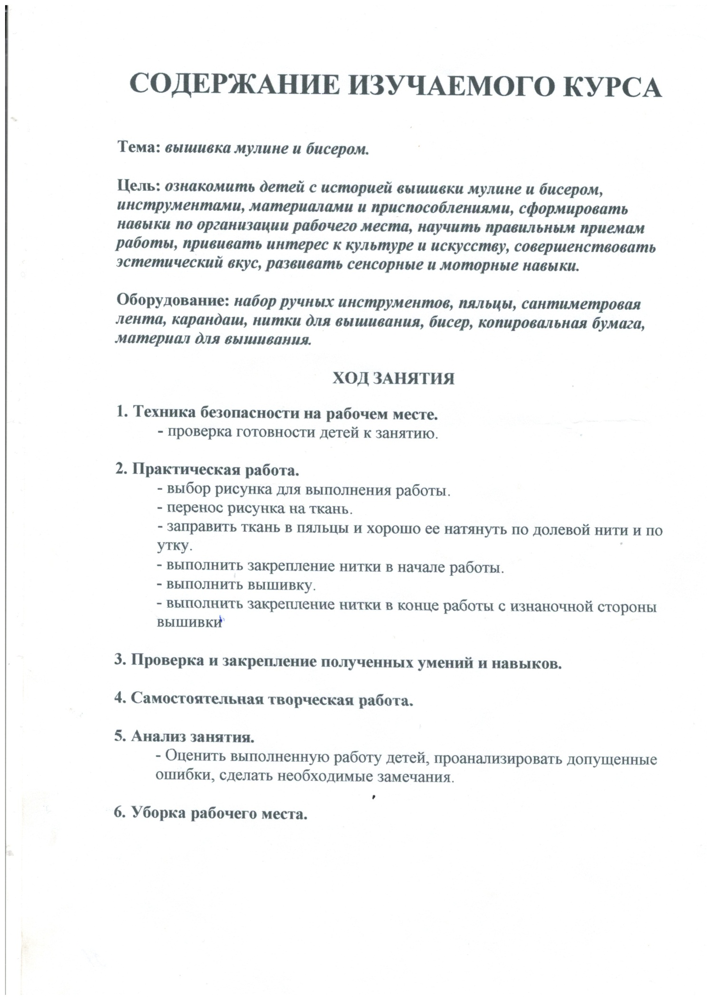 СОДЕРЖАНИЕ ИЗУЧАЕМОГО КУРСА
Тема: вышивка мулине и бисером.
Цель: ознакомить детей с историей вышивки мулине и бисером,
инструментами, материалами и приспособлениями, сформировать
навыки по организации рабочего места, научить правильным приемам
работы, прививать интерес к культуре и искусству, совершенствовать
эстетический вкус, развивать сенсорные и моторные навыки.
Оборудование: набор ручных инструментов, пяльцы, сантиметровая
лента, карандаш, нитки для вышивания, бисер, копировальная бумага,
материал для вышивания.
ХОД ЗАНЯТИЯ
1. Техника безопасности на рабочем месте.
- проверка готовности детей к занятию.
2. Практическая работа.
- выбор рисунка для выполнения работы.
- перенос рисунка на ткань.
- заправить ткань в пяльцы и хорошо ее натянуть по долевой нити и по
утку.
- выполнить закрепление нитки в начале работы.
- выполнить вышивку.
- выполнить закрепление нитки в конце работы с изнаночной стороны
вышивки
3. Проверка и закрепление полученных умений и навыков.
4. Самостоятельная творческая работа.
5. Анализ занятия.
- Оценить выполненную работу детей, проанализировать допущенные
ошибки, сделать необходимые замечания.
6. Уборка рабочего места.